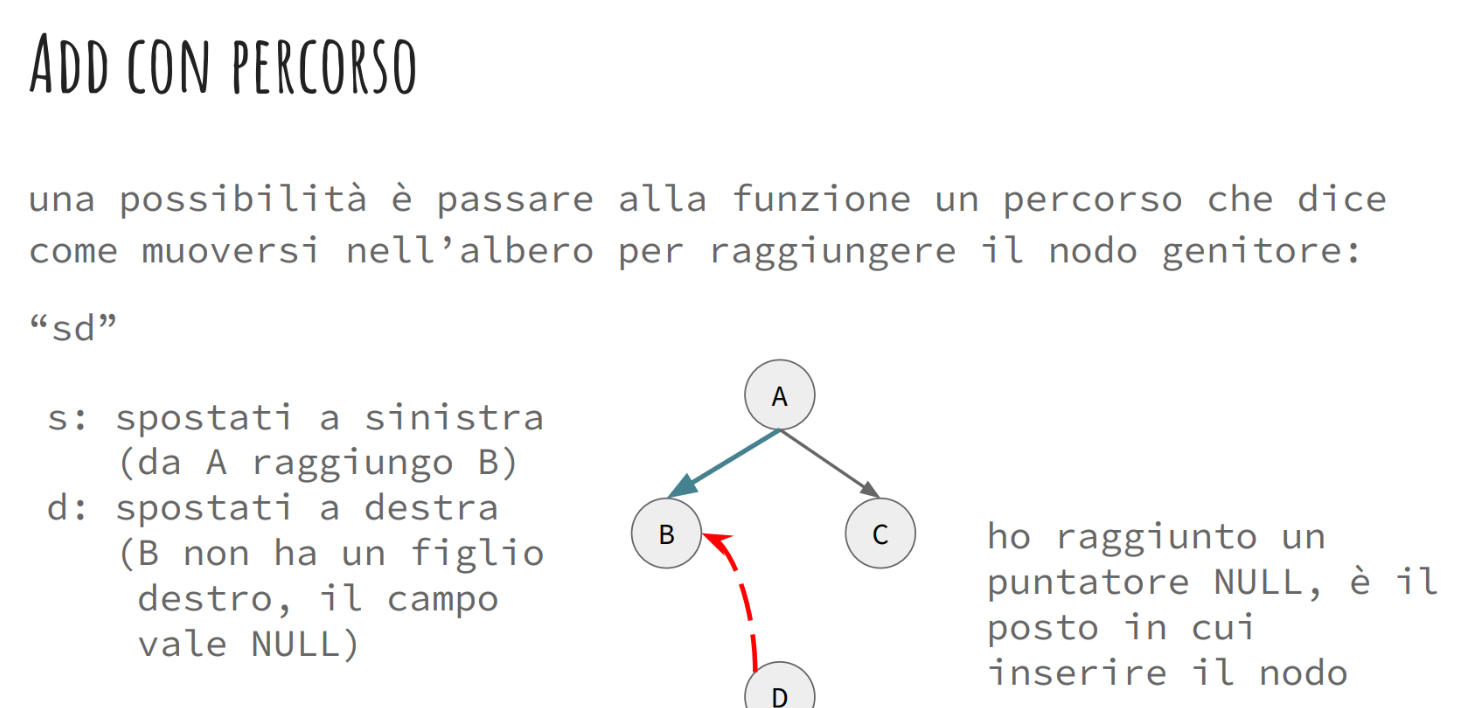 ADD CON PERCORSO
una possibilità è passare alla funzione un percorso che dice
come muoversi nell’albero per raggiungere il nodo genitore:
“sd”
s: spostati a sinistra
(da A raggiungo B)
d: spostati a destra
(B non ha un figlio
destro, il campo
vale NULL)
A
B
C
D
ho raggiunto un
puntatore NULL, è il
posto in cui
inserire il nodo